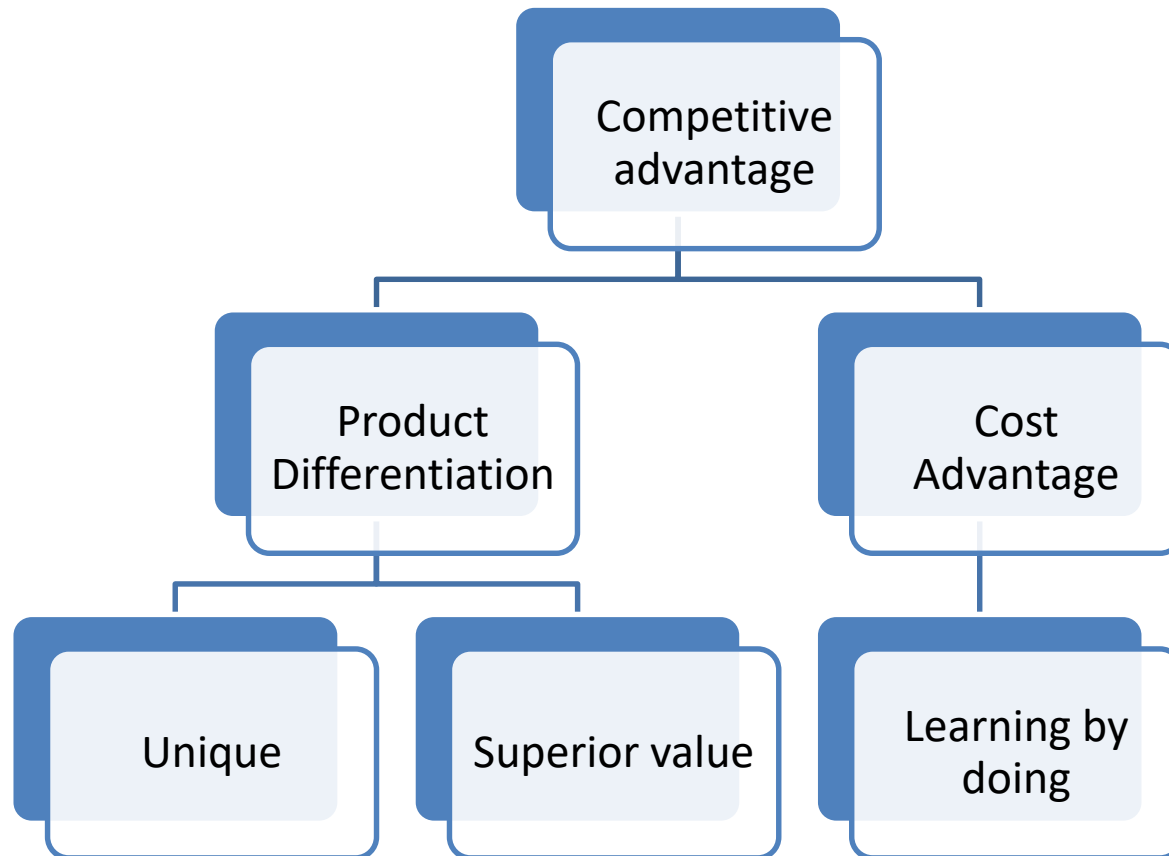 Competitive
advantage
Product
Differentiation
Cost
Advantage
Unique
Superior value
Learning by
doing